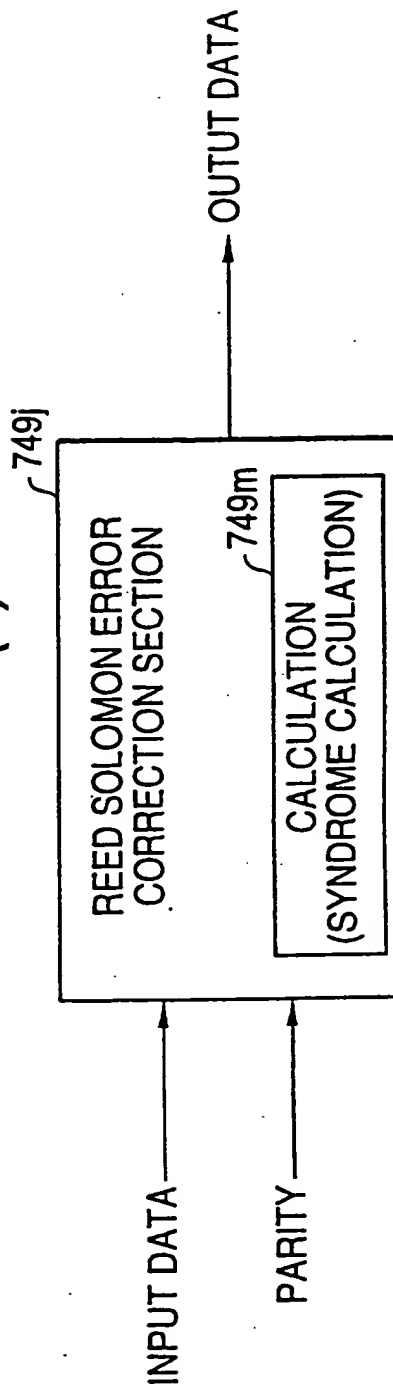 749j
REED SOLOMON ERROR
CORRECTION SECTION
749m
CALCULATION
(SYNDROME CALCULATION)
INPUT DATA
PARITY
OUTUT DATA